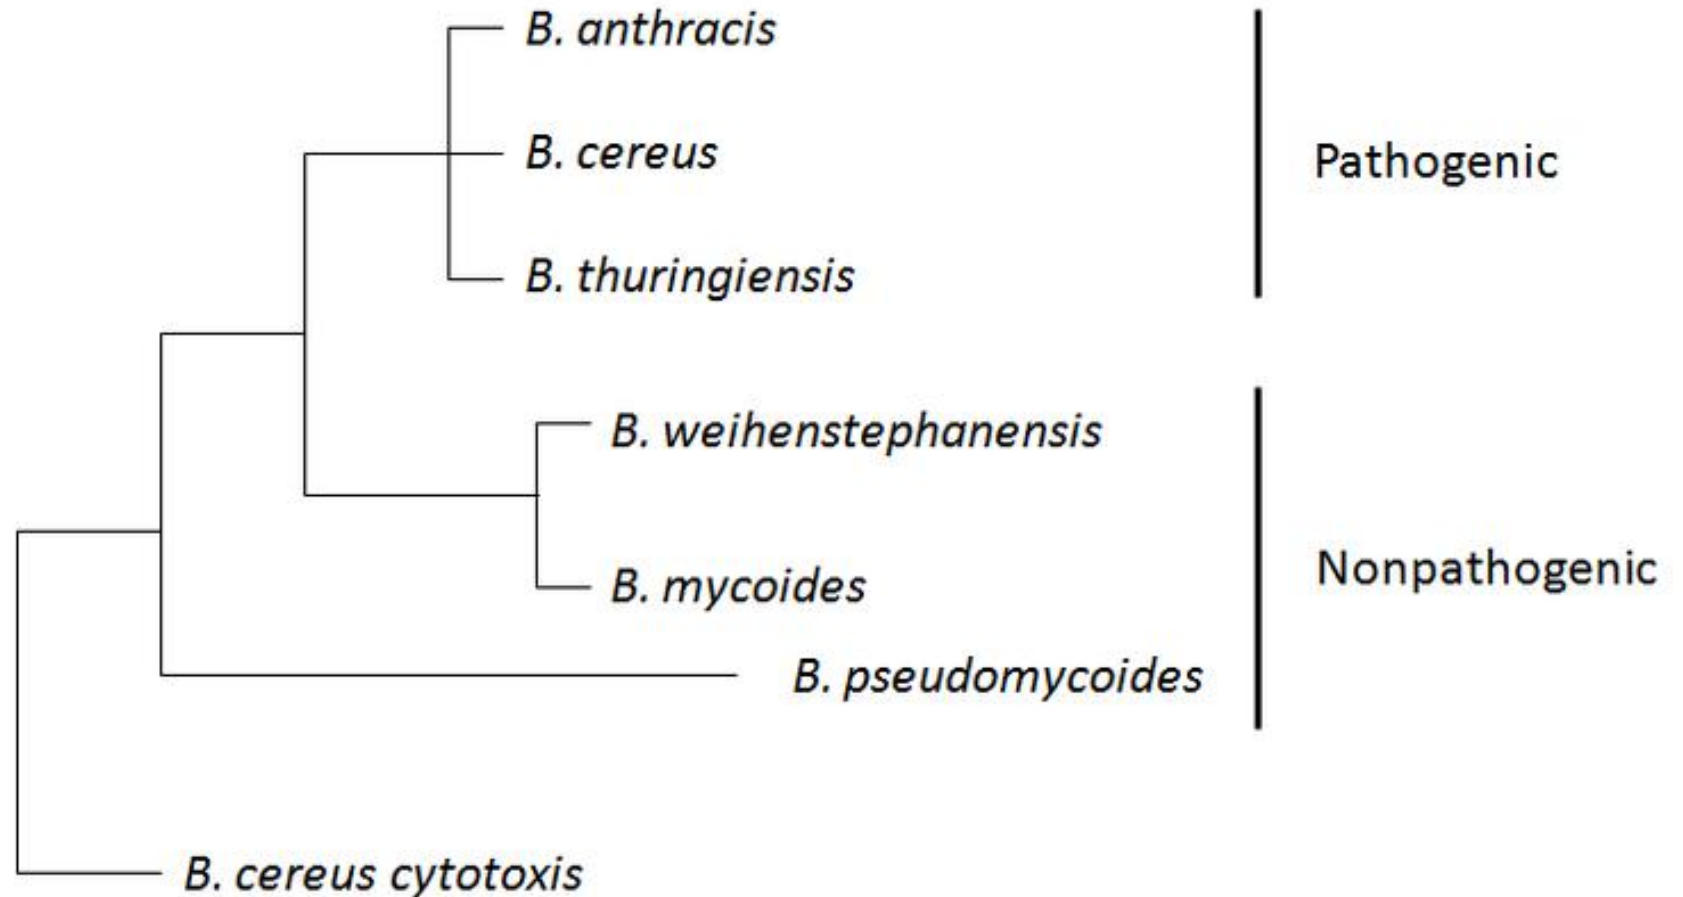 B. anthracis
B. cereus
Pathogenic
B. thuringiensis
B. weihenstephanensis
Nonpathogenic
B. mycoides
B. pseudomycoides
B. cereus cytotoxis